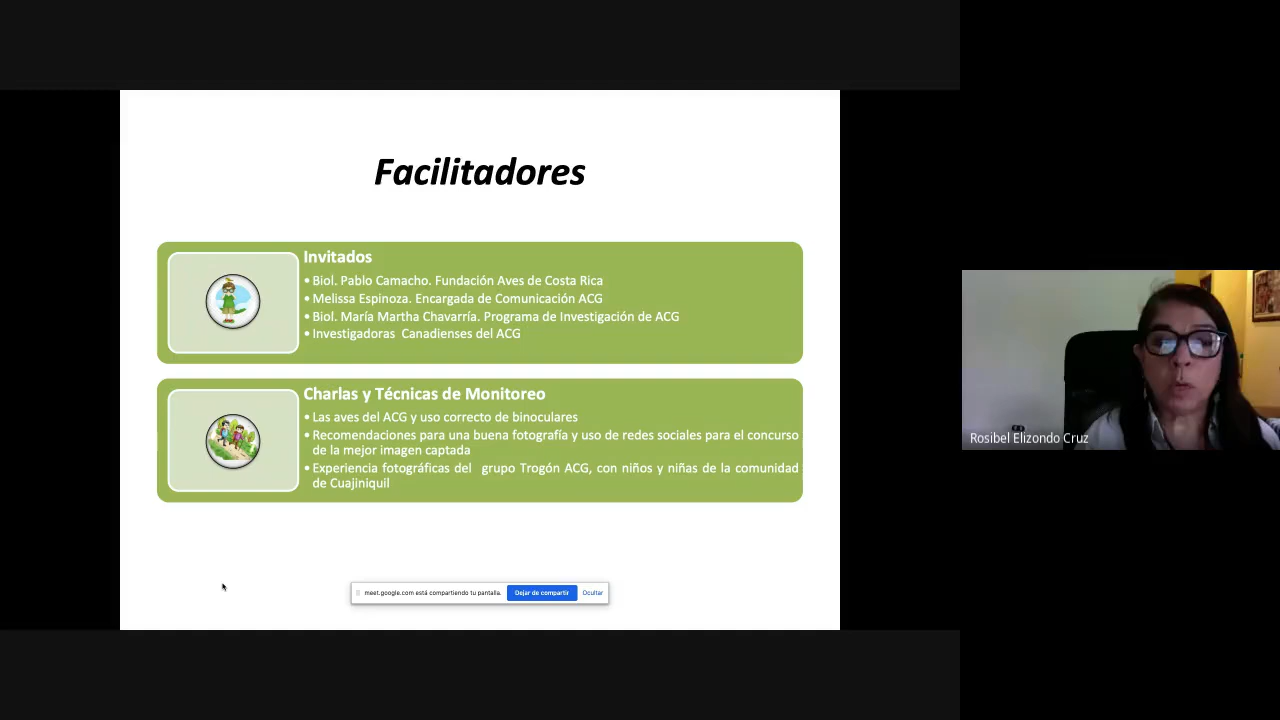 Facilitadores
Invitados
• Biol. Pablo Camacho. Fundación Aves de Costa Rica
• Melissa Espinoza. Encargada de Comunicación ACG
• Biol. María Martha Chavarría. Programa de Investigación de ACG
• Investigadoras Canadienses del ACG
Charlas y Técnicas de Monitoreo
• Las aves del ACG y uso correcto de binoculares
• Recomendaciones para una buena fotografía y uso de redes sociales para el concurso
de la mejor imagen captada
• Experiencia fotográficas del grupo Trogón ACG, con niños y niñas de la comunidad
de Cuajiniquil
meet.google.com está compartiendo tu pantalla. Dejar de compartir Ocultar
Rosibel Elizondo Cruz